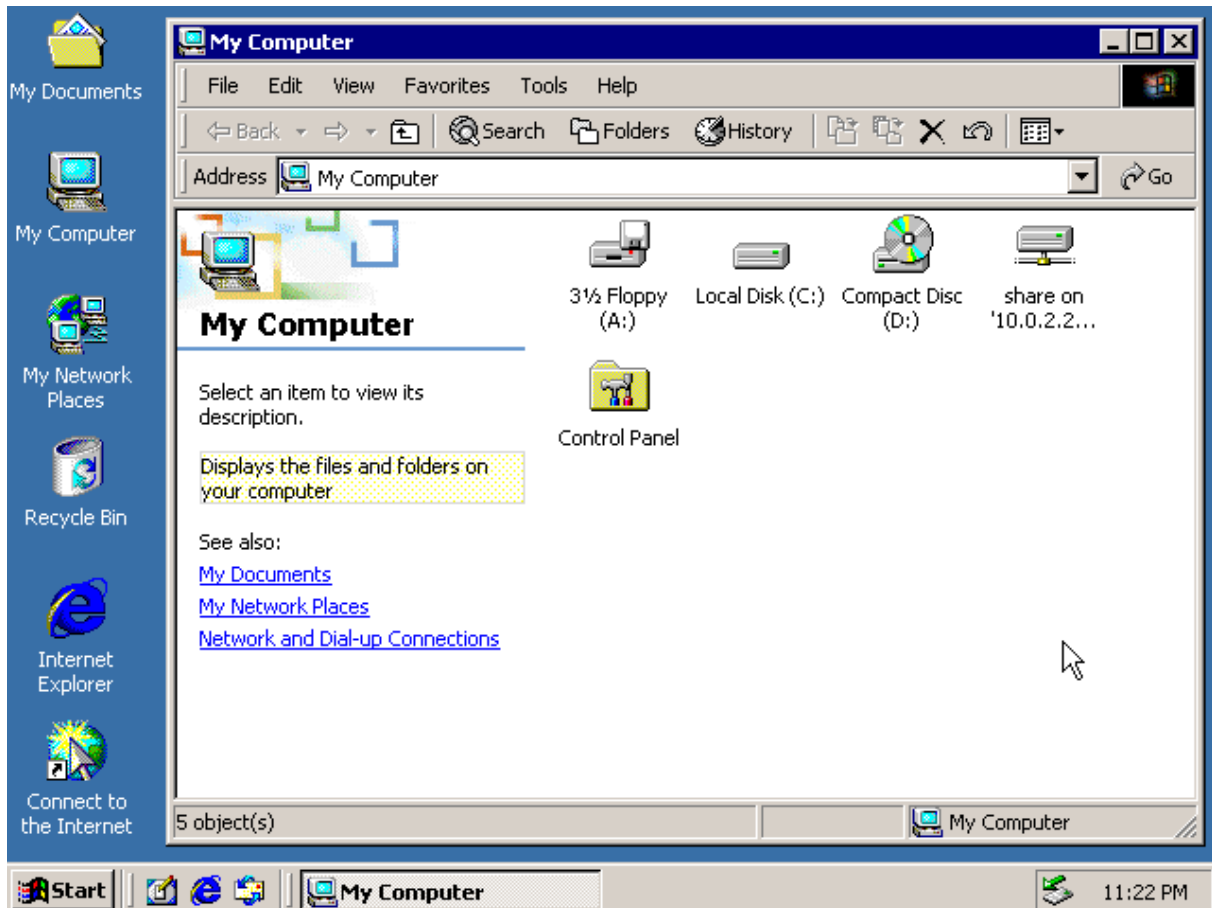 My Documents
My Computer
My Network
Places
Recycle Bin
Internet
Explorer
Connect to
the Internet
My Computer
File Edit View Favorites Tools Help
Back Search Folders History
Address My Computer Go
My Computer
Select an item to view its
description.
Displays the files and folders on
your computer
See also:
My Documents
My Network Places
Network and Dial-up Connections
3½ Floppy
(A:)
Local Disk (C:)
Compact Disc
(D:)
share on
'10.0.2.2...
Control Panel
5 object(s) My Computer
Start My Computer 11:22 PM